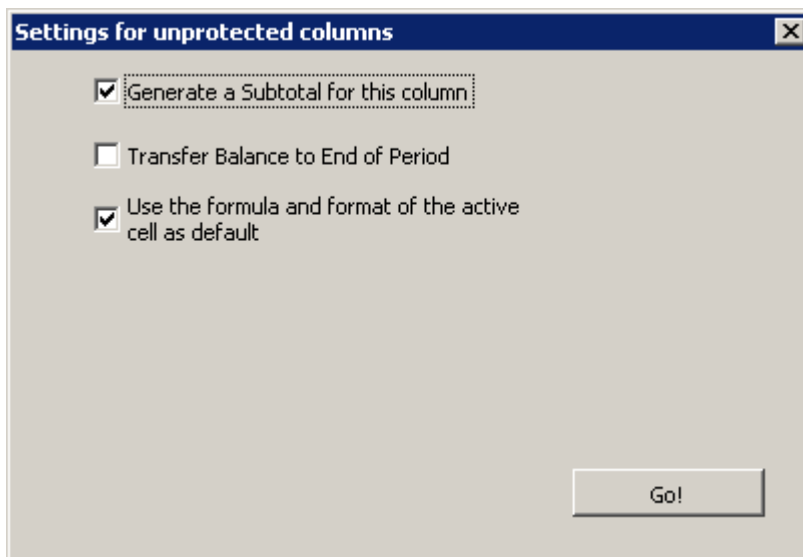 Settings for unprotected columns
Generate a Subtotal for this column
Transfer Balance to End of Period
Use the formula and format of the active
cell as default
Go!